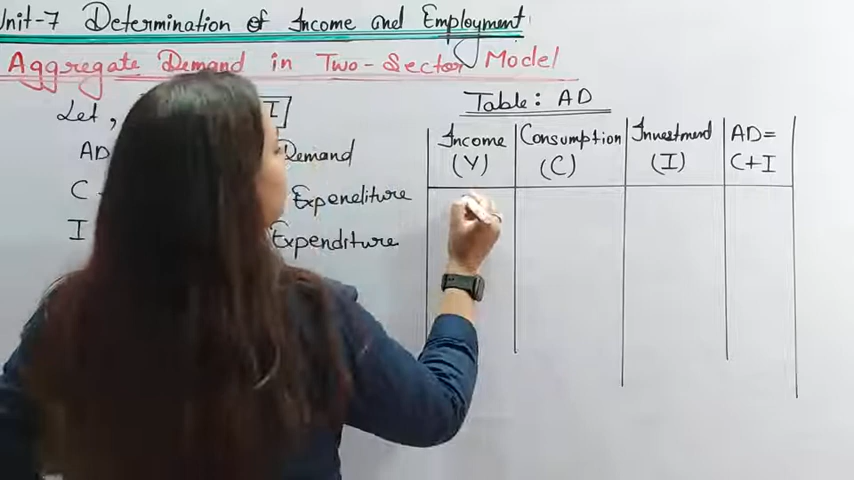 Unit-7 Determination of Income and Employment
Aggregate Demand in Two-Sector Model
Let, I]
AD Demand
C Expenditure
I Expenditure
Table: AD
Income (Y) Consumption (C) Investment (I) AD= C+I